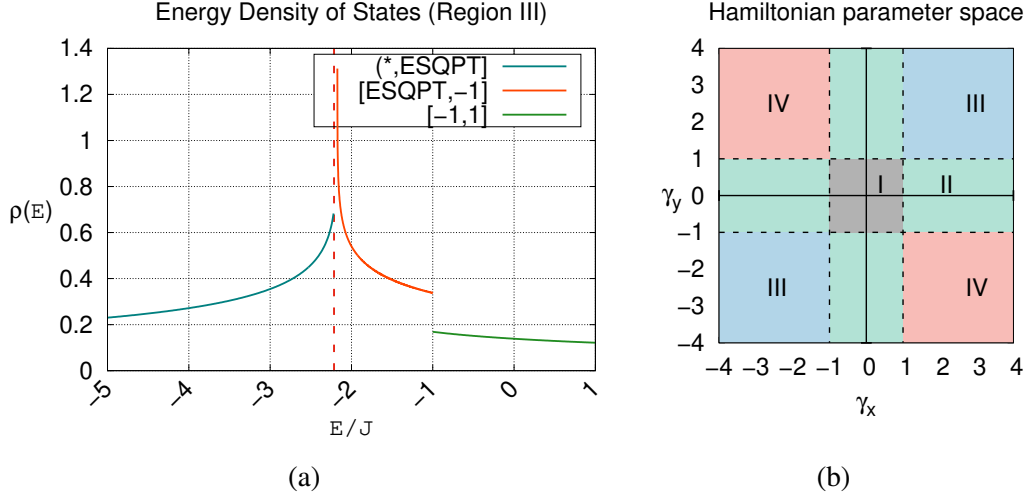 Energy Density of States (Region III)
1.4
1.2
1
0.8
0.6
0.4
0.2
0
ρ(E)
(*,ESQPT]
[ESQPT,−1]
[−1,1]
−5
−4
−3
−2
−1
0
1
E/J
(a)
Hamiltonian parameter space
4
3
2
1
0
−1
−2
−3
−4
γy
IV
III
I
II
III
IV
−4 −3 −2 −1 0 1 2 3 4
γx
(b)